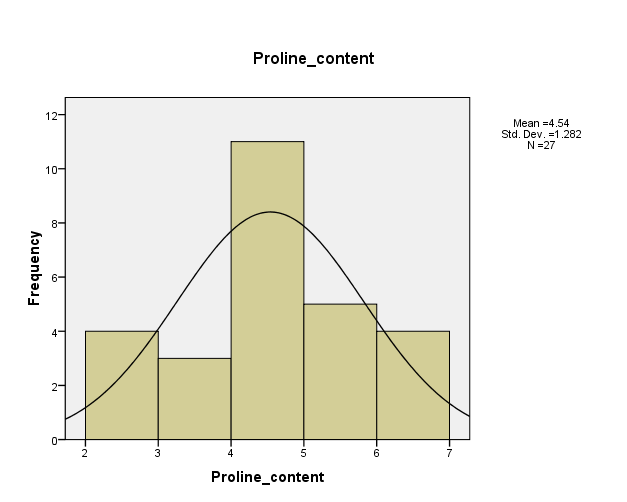 Proline_content
Mean =4.54
Std. Dev. =1.282
N =27
12
10
8
6
4
2
0
Frequency
2 3 4 5 6 7
Proline_content